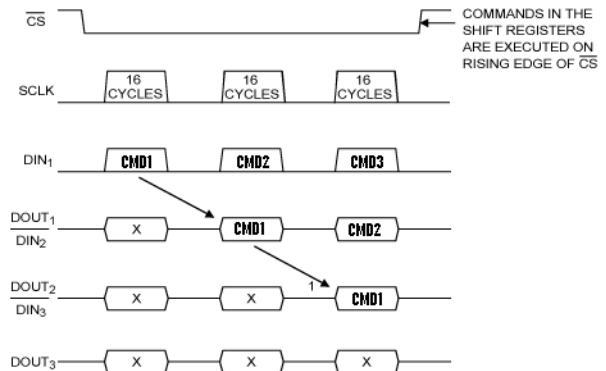 CS
COMMANDS IN THE
SHIFT REGISTERS
ARE EXECUTED ON
RISING EDGE OF CS
SCLK
16 CYCLES
16 CYCLES
16 CYCLES
DIN1
CMD1
CMD2
CMD3
DOUT1
DIN2
X
CMD1
CMD2
DOUT2
DIN3
X
X
1
CMD1
DOUT3
X
X
X